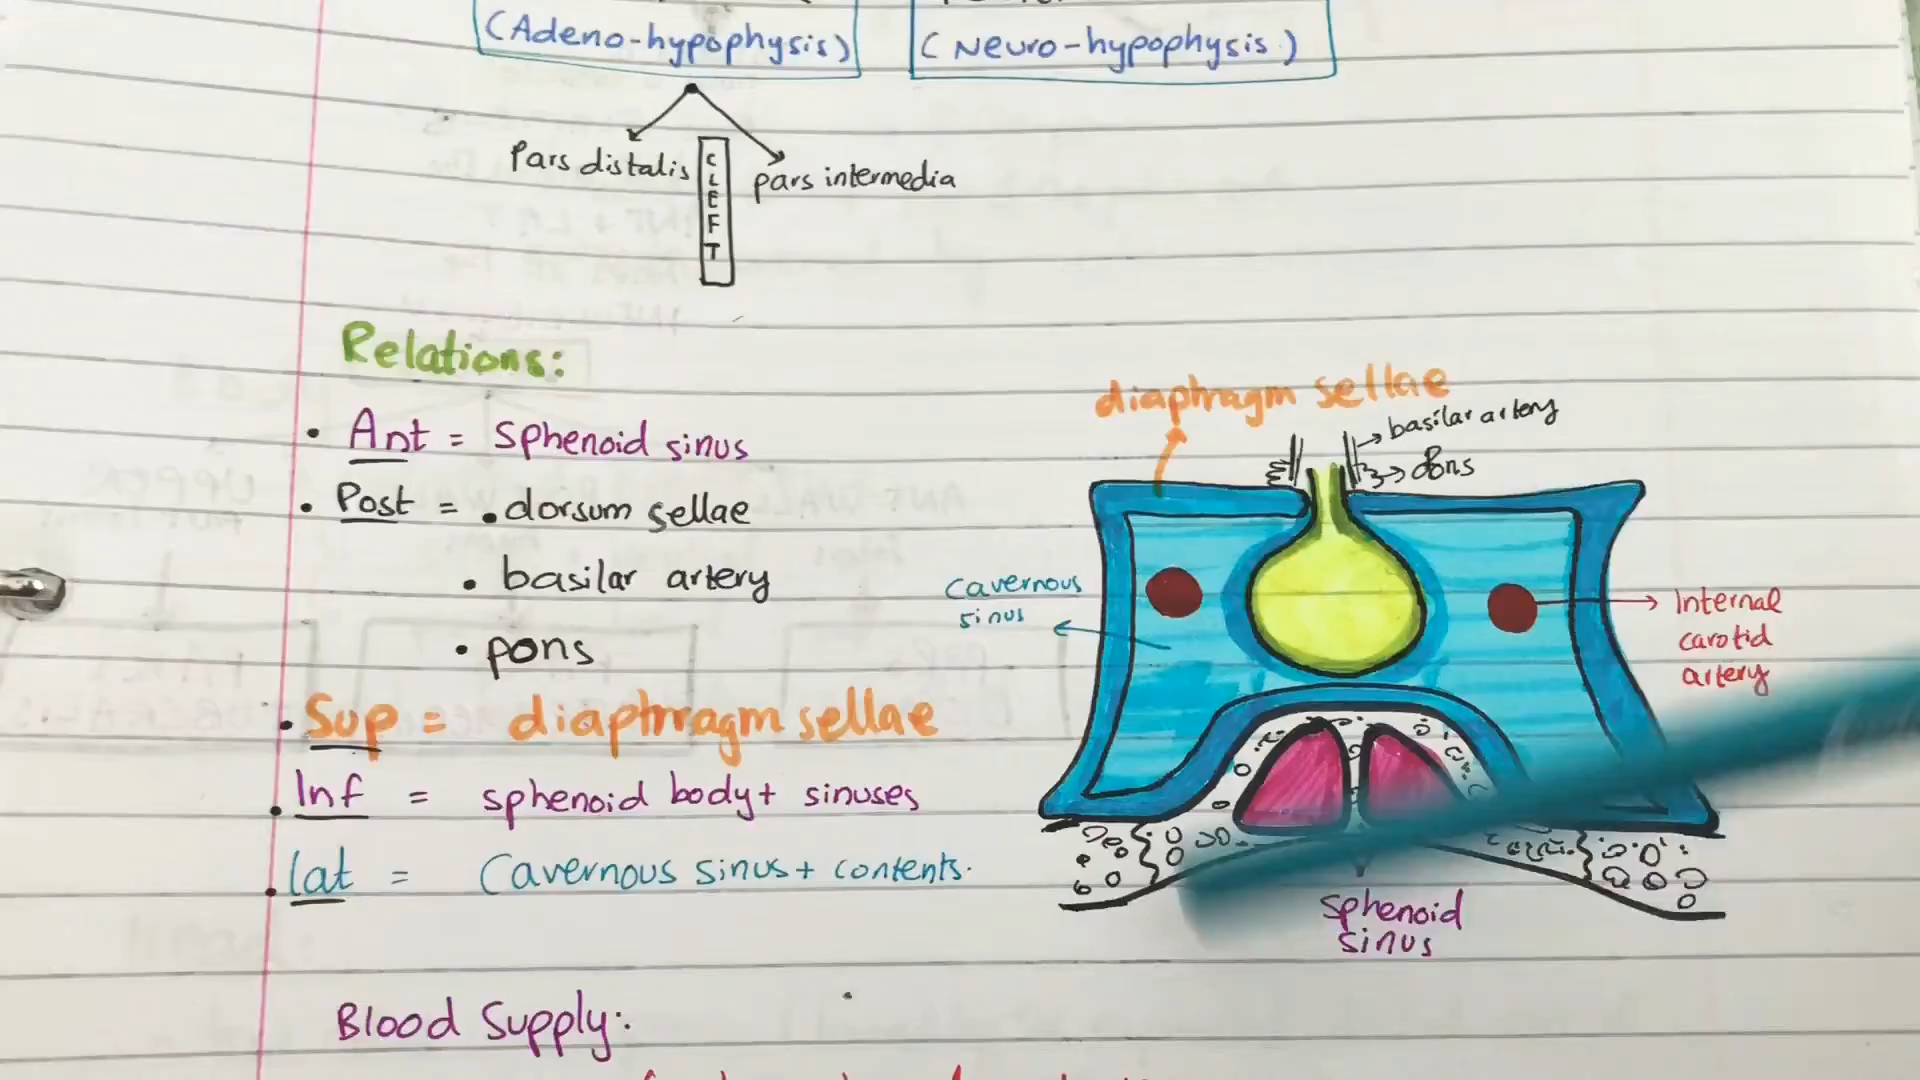 (Adeno-hypophysis)
(Neuro-hypophysis)
Pars distalis
CLEFT
pars intermedia
Relations:
• Ant = Sphenoid sinus
• Post = • dorsum sellae
• basilar artery
• pons
• Sup = diaphragm sellae
• Inf = sphenoid body + sinuses
• lat = Cavernous sinus + contents.
diaphragm sellae
basilar artery
Pons
Cavernous
sinus
Internal
carotid
artery
Sphenoid
sinus
Blood Supply: